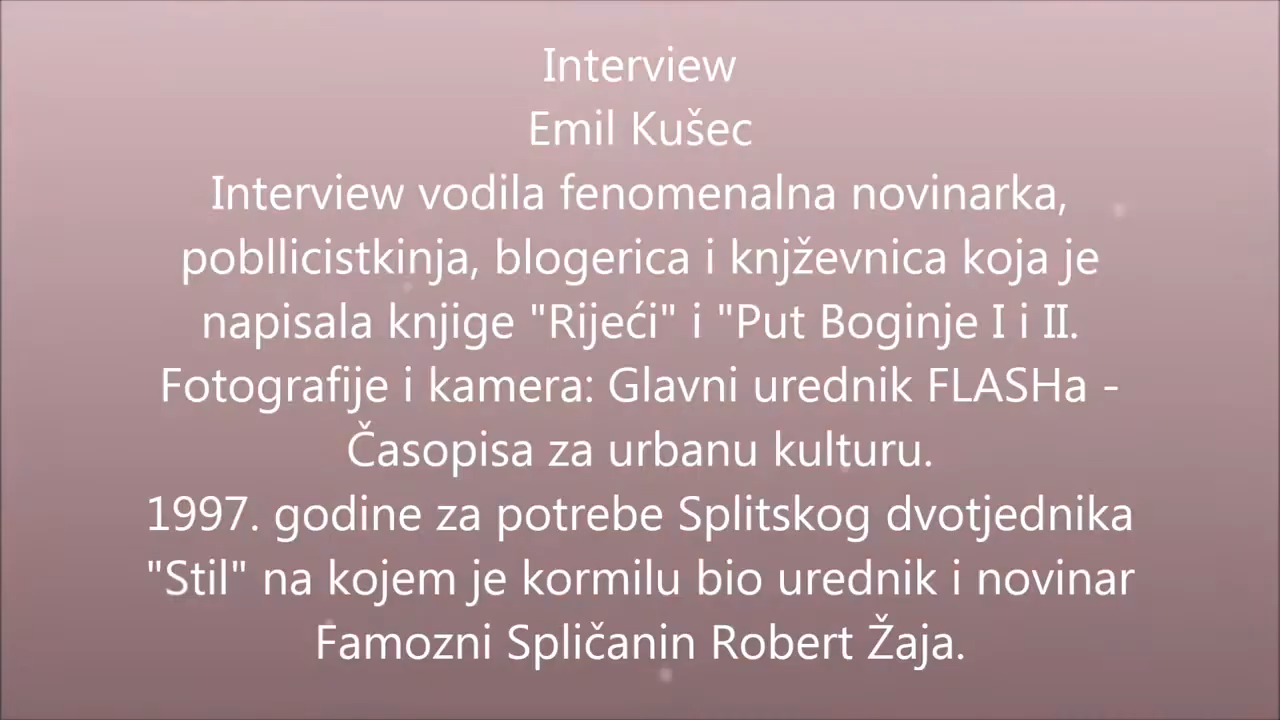 Interview
Emil Kušec
Interview vodila fenomenalna novinarka,
pobllicistkinja, blogerica i knjževnica koja je
napisala knjige "Rijeći" i "Put Boginje I i II.
Fotografije i kamera: Glavni urednik FLASHa -
Časopisa za urbanu kulturu.
1997. godine za potrebe Splitskog dvotjednika
"Stil" na kojem je kormilu bio urednik i novinar
Famozni Spličanin Robert Žaja.